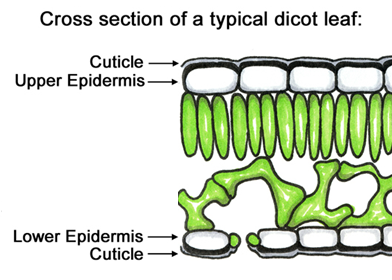 Cross section of a typical dicot leaf:
Cuticle
Upper Epidermis
Lower Epidermis
Cuticle